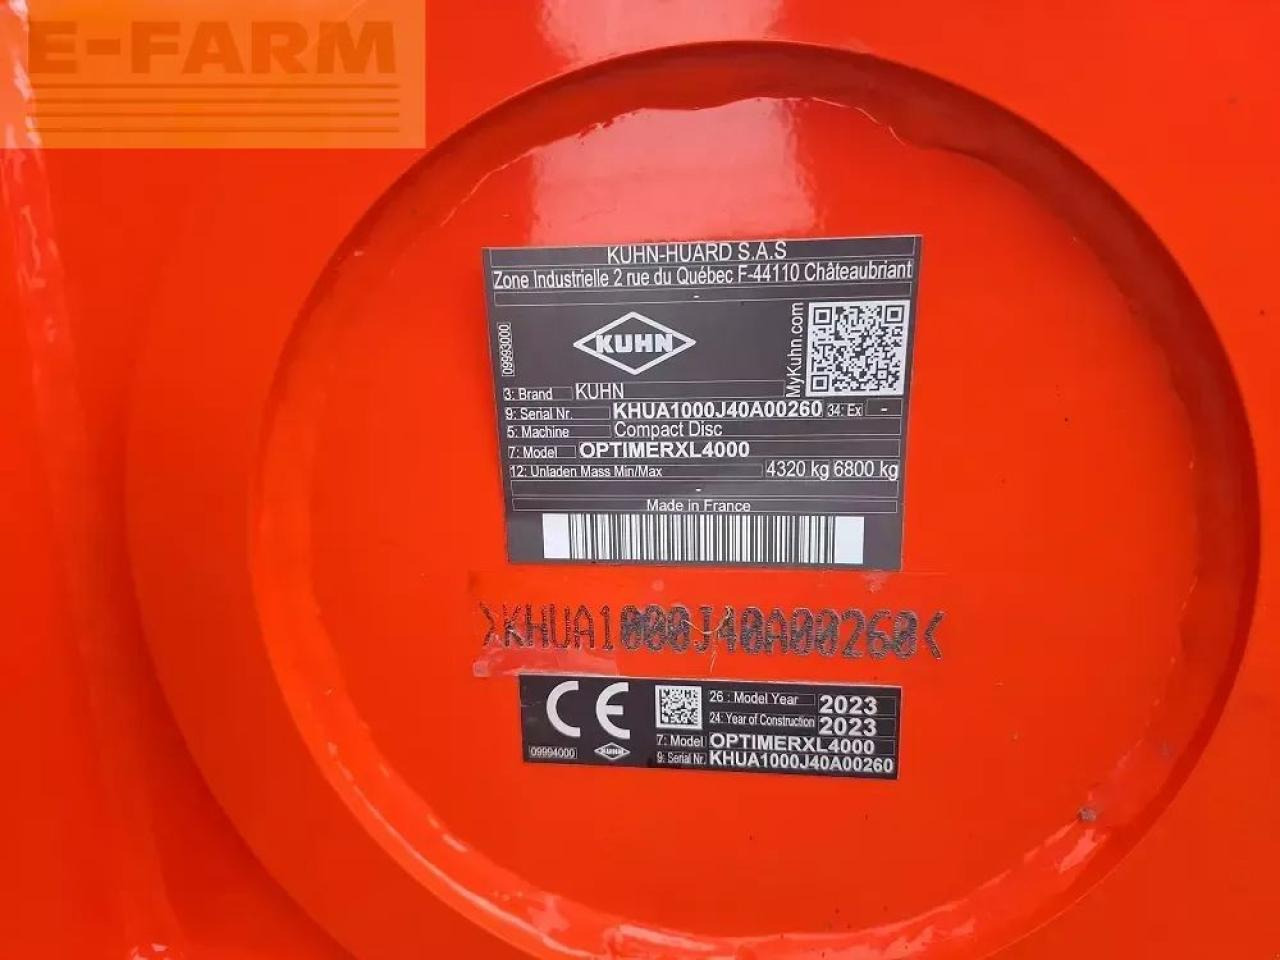 E-FARM
KUHN-HUARD S.A.S
Zone Industrielle 2 rue du Québec F-44110 Châteaubriant
-
09993000
KUHN
MyKuhn.com
3: Brand KUHN
9: Serial Nr. KHUA1000J40A00260 34: Ex -
5: Machine Compact Disc
7: Model OPTIMERXL4000
12: Unladen Mass Min/Max 4320 kg 6800 kg
-
Made in France
>KHUA1000J40A00260<
CE
26 : Model Year 2023
24: Year of Construction 2023
7: Model OPTIMERXL4000
9: Serial Nr. KHUA1000J40A00260
09994000
KUHN